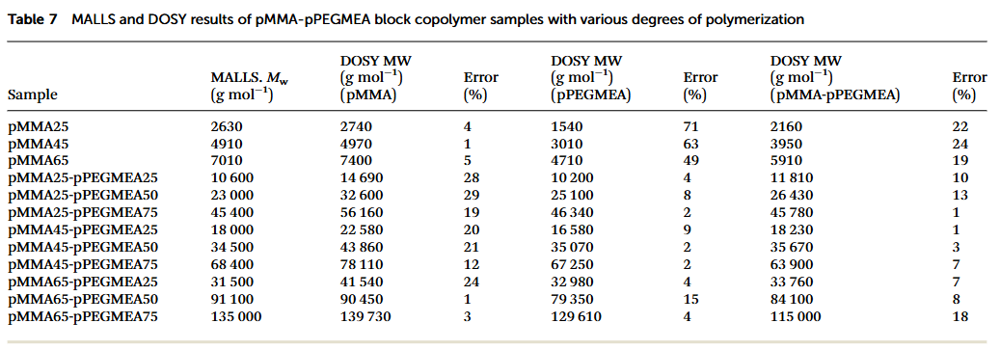 Table 7 MALLS and DOSY results of pMMA-pPEGMEA block copolymer samples with various degrees of polymerization
Sample MALLS. Mw (g mol−1) DOSY MW (g mol−1) (pMMA) Error (%) DOSY MW (g mol−1) (pPEGMEA) Error (%) DOSY MW (g mol−1) (pMMA-pPEGMEA) Error (%)
pMMA25 2630 2740 4 1540 71 2160 22
pMMA45 4910 4970 1 3010 63 3950 24
pMMA65 7010 7400 5 4710 49 5910 19
pMMA25-pPEGMEA25 10 600 14 690 28 10 200 4 11 810 10
pMMA25-pPEGMEA50 23 000 32 600 29 25 100 8 26 430 13
pMMA25-pPEGMEA75 45 400 56 160 19 46 340 2 45 780 1
pMMA45-pPEGMEA25 18 000 22 580 20 16 580 9 18 230 1
pMMA45-pPEGMEA50 34 500 43 860 21 35 070 2 35 670 3
pMMA45-pPEGMEA75 68 400 78 110 12 67 250 2 63 900 7
pMMA65-pPEGMEA25 31 500 41 540 24 32 980 4 33 760 7
pMMA65-pPEGMEA50 91 100 90 450 1 79 350 15 84 100 8
pMMA65-pPEGMEA75 135 000 139 730 3 129 610 4 115 000 18